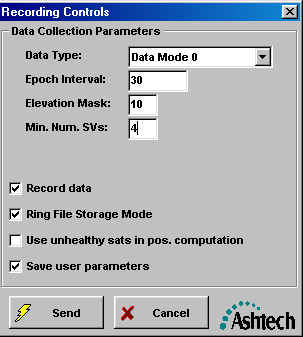 Recording Controls
Data Collection Parameters
Data Type: Data Mode 0
Epoch Interval: 30
Elevation Mask: 10
Min. Num. SVs: 4
Record data
Ring File Storage Mode
Use unhealthy sats in pos. computation
Save user parameters
Send Cancel Ashtech